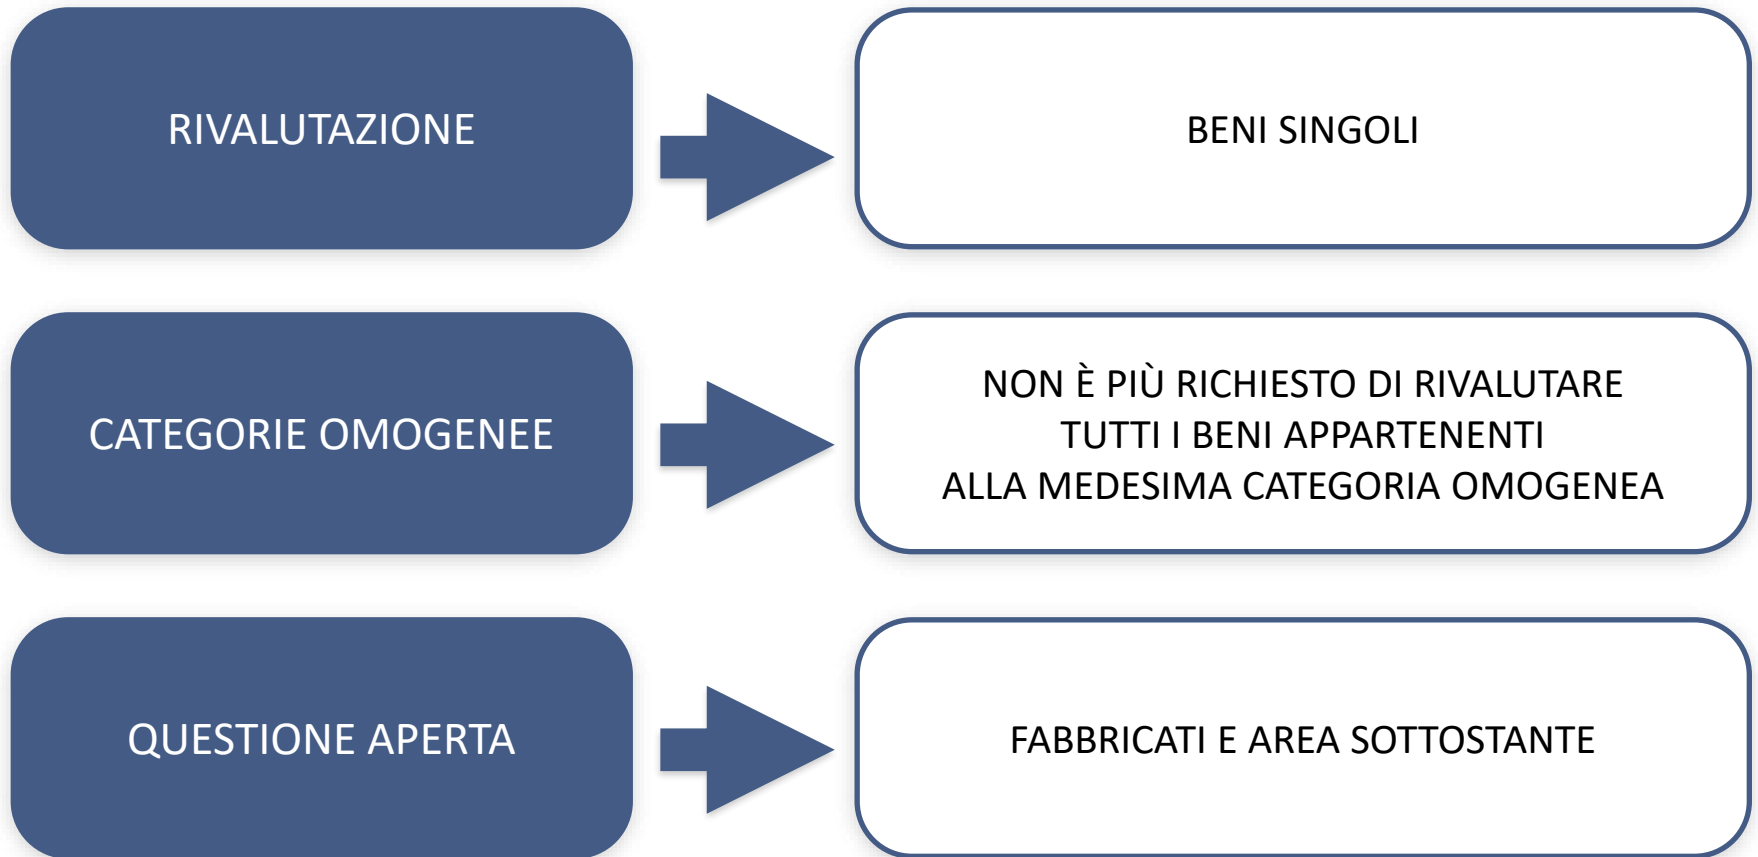 RIVALUTAZIONE
BENI SINGOLI
CATEGORIE OMOGENEE
NON È PIÙ RICHIESTO DI RIVALUTARE
TUTTI I BENI APPARTENENTI
ALLA MEDESIMA CATEGORIA OMOGENEA
QUESTIONE APERTA
FABBRICATI E AREA SOTTOSTANTE